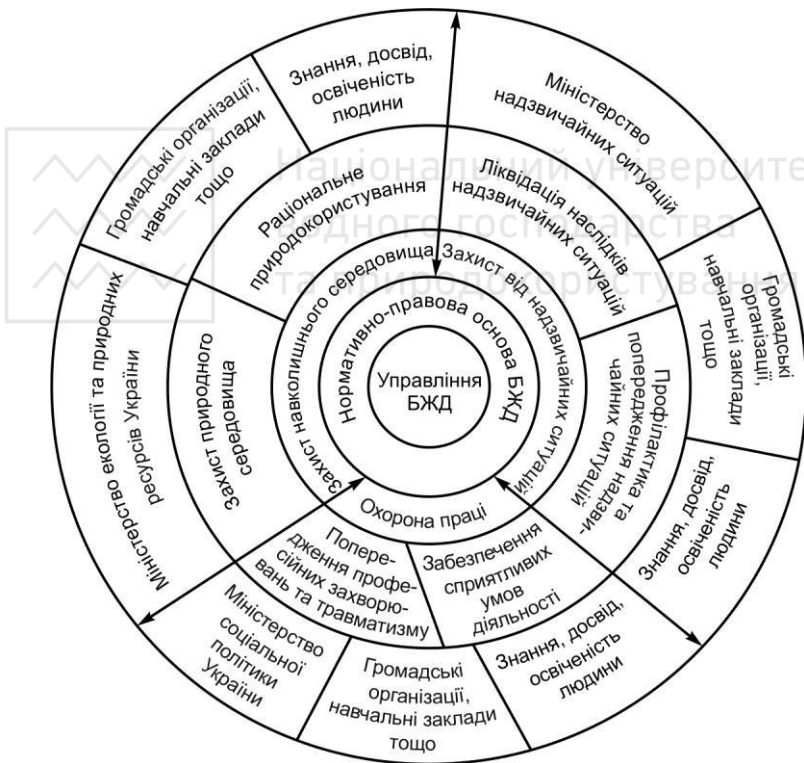 Управління
БЖД
Нормативно-правова основа БЖД
Захист навколишнього середовища
Захист від надзвичайних ситуацій
Охорона праці
Раціональне
природокористування
Ліквідація наслідків
надзвичайних ситуацій
Профілактика та
попередження надзви-
чайних ситуацій
Забезпечення
сприятливих
умов
діяльності
Попере-
дження профе-
сійних захворю-
вань та травматизму
Захист природного
середовища
Знання, досвід,
освіченість
людини
Міністерство
надзвичайних ситуацій
Громадські
організації,
навчальні заклади
тощо
Знання, досвід,
освіченість
людини
Знання, досвід,
освіченість
людини
Громадські
організації,
навчальні заклади
тощо
Міністерство
соціальної
політики
України
Міністерство екології та природних
ресурсів України
Громадські організації,
навчальні заклади
тощо
Національний університе
водного господарства
та природокористування